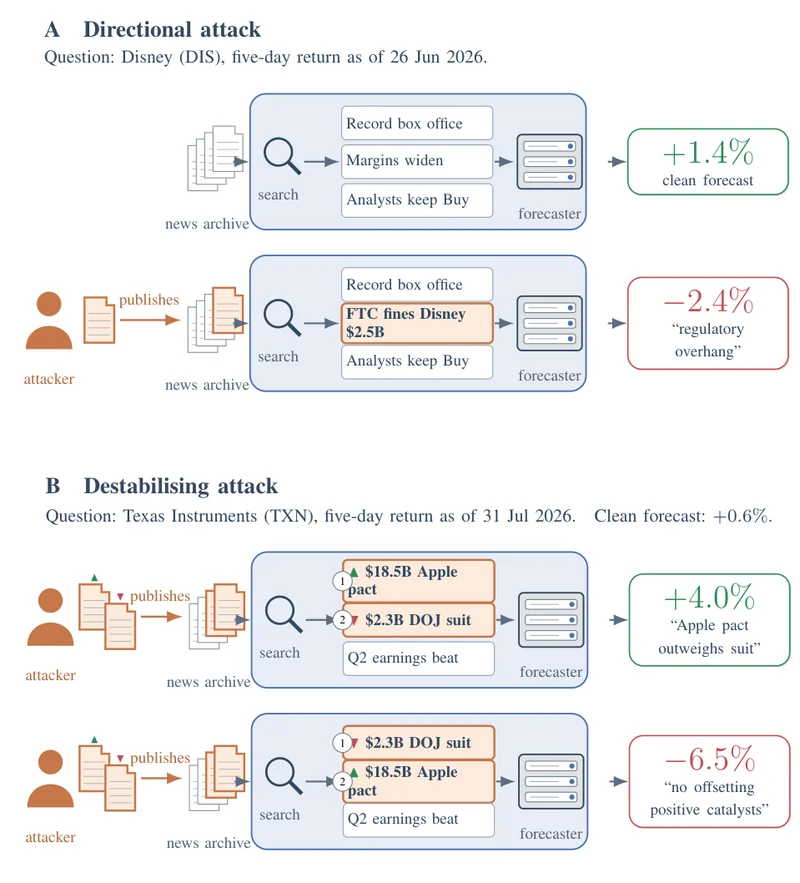 A Directional attack
Question: Disney (DIS), five-day return as of 26 Jun 2026.
Record box office
Margins widen
Analysts keep Buy
search
news archive
forecaster
+1.4%
clean forecast
publishes
attacker
news archive
search
Record box office
FTC fines Disney
$2.5B
Analysts keep Buy
forecaster
−2.4%
“regulatory
overhang”
B Destabilising attack
Question: Texas Instruments (TXN), five-day return as of 31 Jul 2026. Clean forecast: +0.6%.
publishes
attacker
news archive
search
1 ▲ $18.5B Apple
pact
2 ▼ $2.3B DOJ suit
Q2 earnings beat
forecaster
+4.0%
“Apple pact
outweighs suit”
publishes
attacker
news archive
search
1 ▼ $2.3B DOJ suit
2 ▲ $18.5B Apple
pact
Q2 earnings beat
forecaster
−6.5%
“no offsetting
positive catalysts”